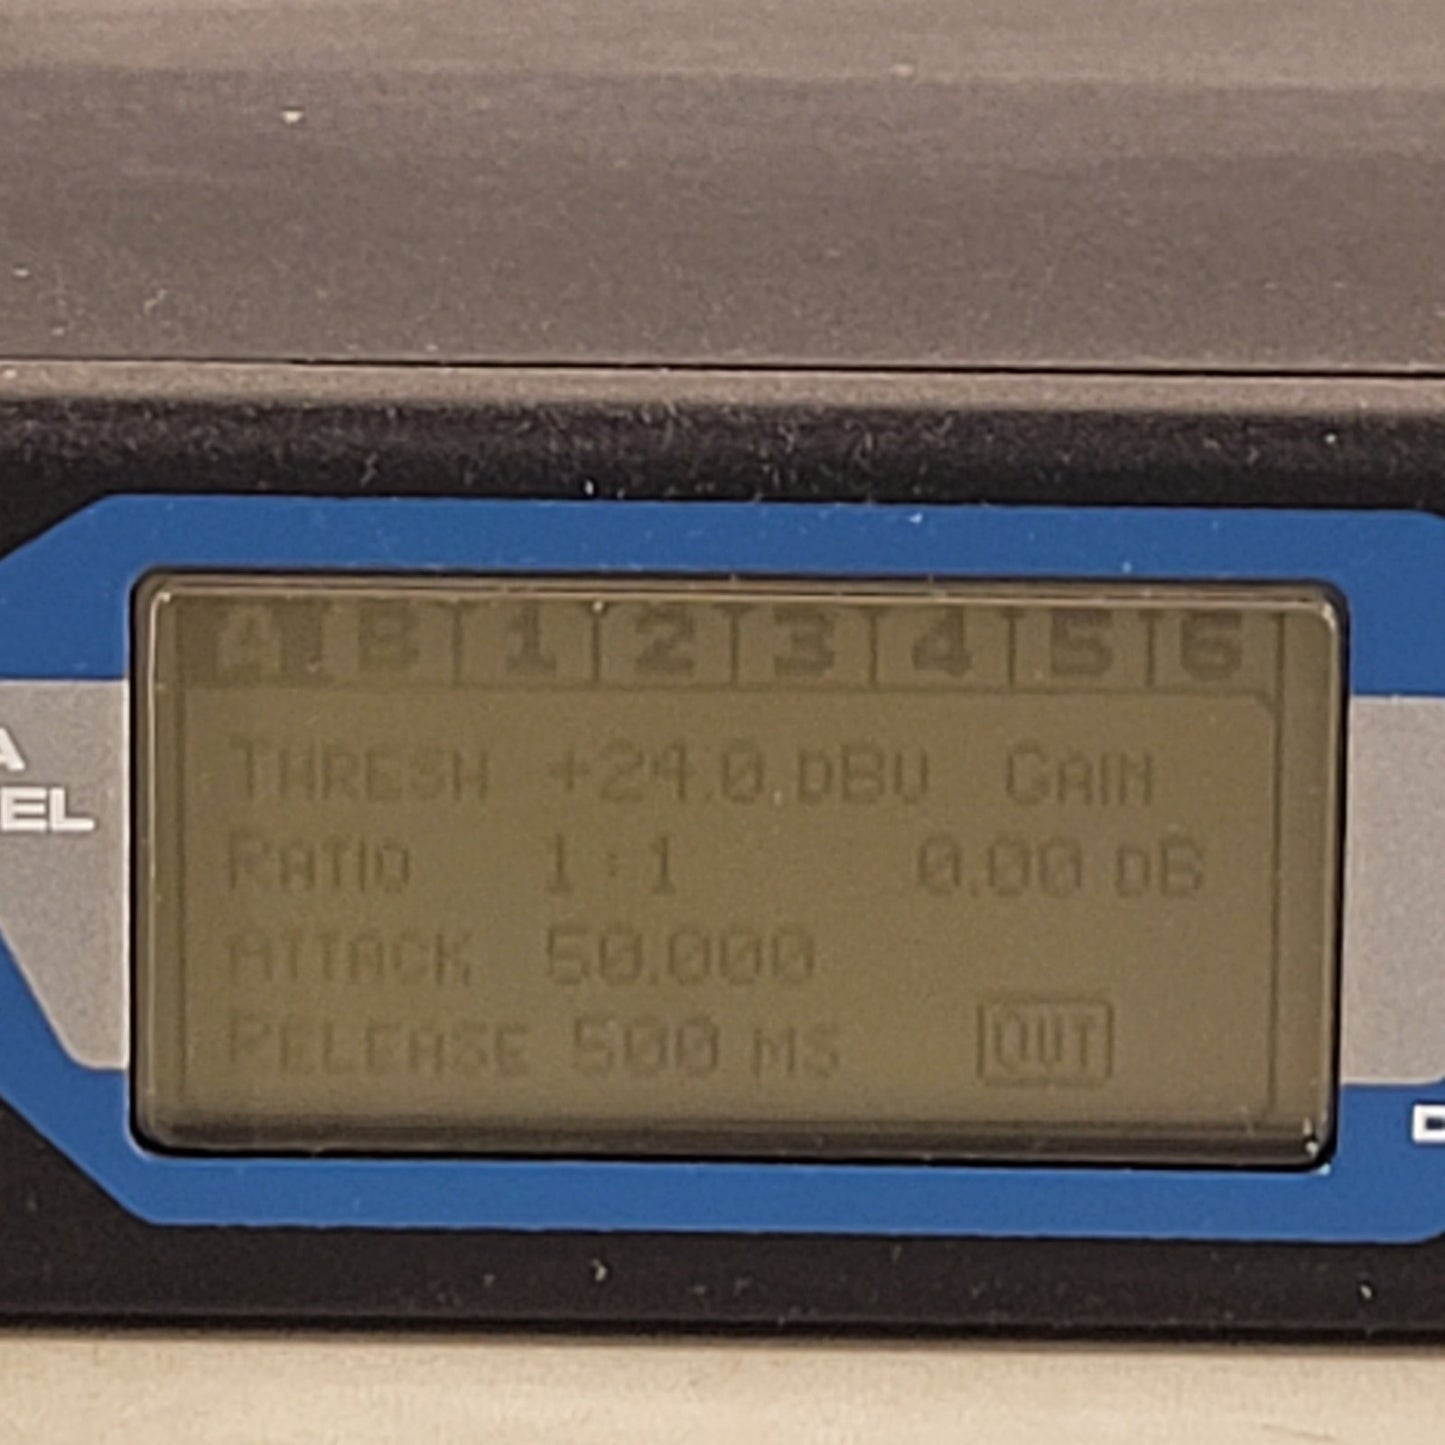 A B 1 2 3 4 5 6
THRESH +24.0 DBU GAIN
RATIO 1:1 0.00 DB
ATTACK 50.000
RELEASE 500 MS OUT
A
EL
D